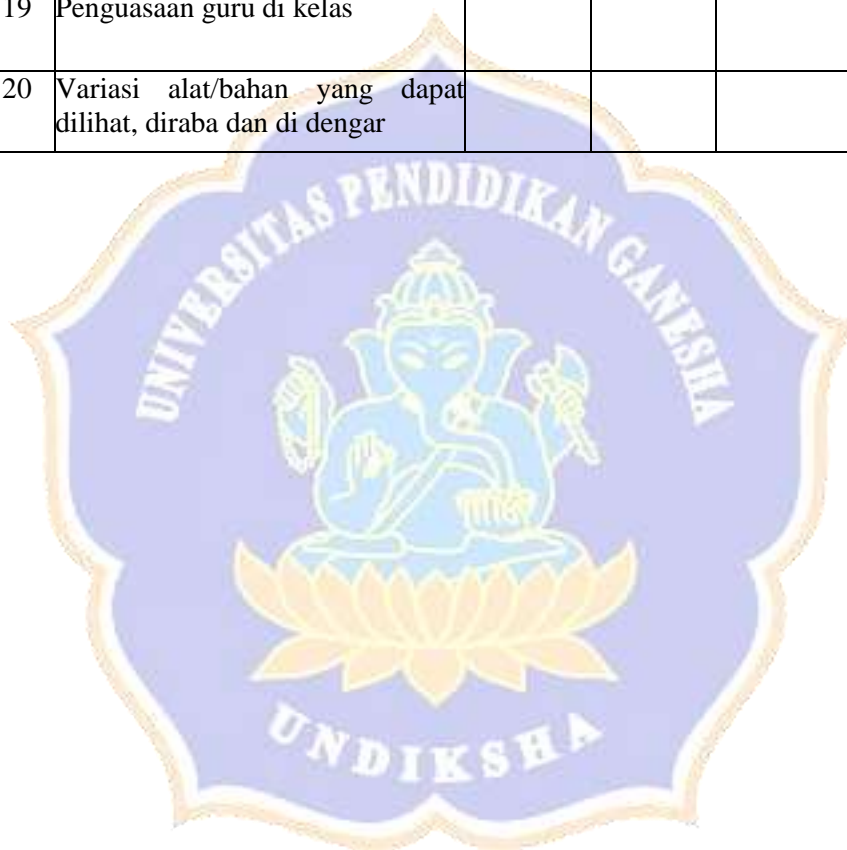 19 Penguasaan guru di kelas
20 Variasi alat/bahan yang dapat
dilihat, diraba dan di dengar
UNIVERSITAS PENDIDIKAN GANESHA
UNDIKSHA